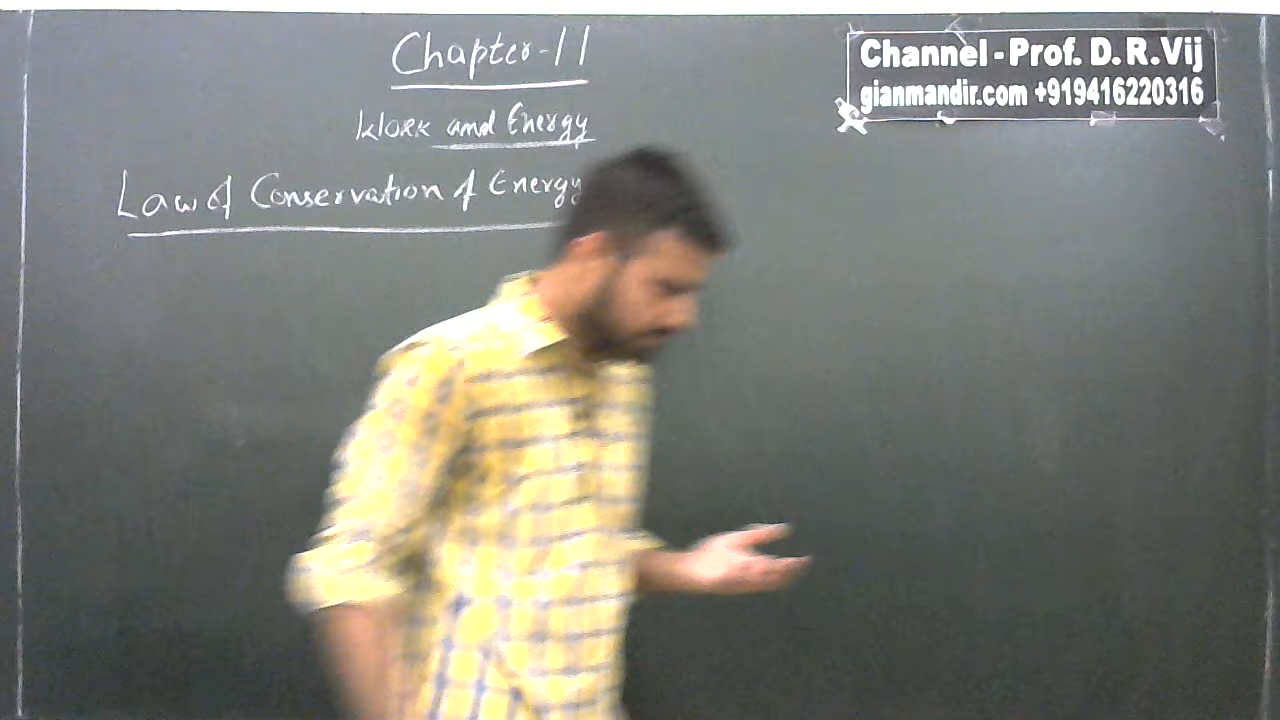 Chapter-11
Work and Energy
Law of Conservation of Energy
Channel - Prof. D. R. Vij
gianmandir.com +919416220316